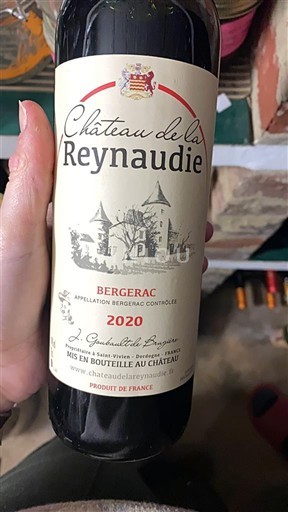 Château de la
Reynaudie
BERGERAC
APPELLATION BERGERAC CONTRÔLÉE
2020
J. Goubault de Brugière
Propriétaire à Saint-Vivien - Dordogne - FRANCE
MIS EN BOUTEILLE AU CHÂTEAU
www.chateaudelareynaudie.fr
PRODUIT DE FRANCE